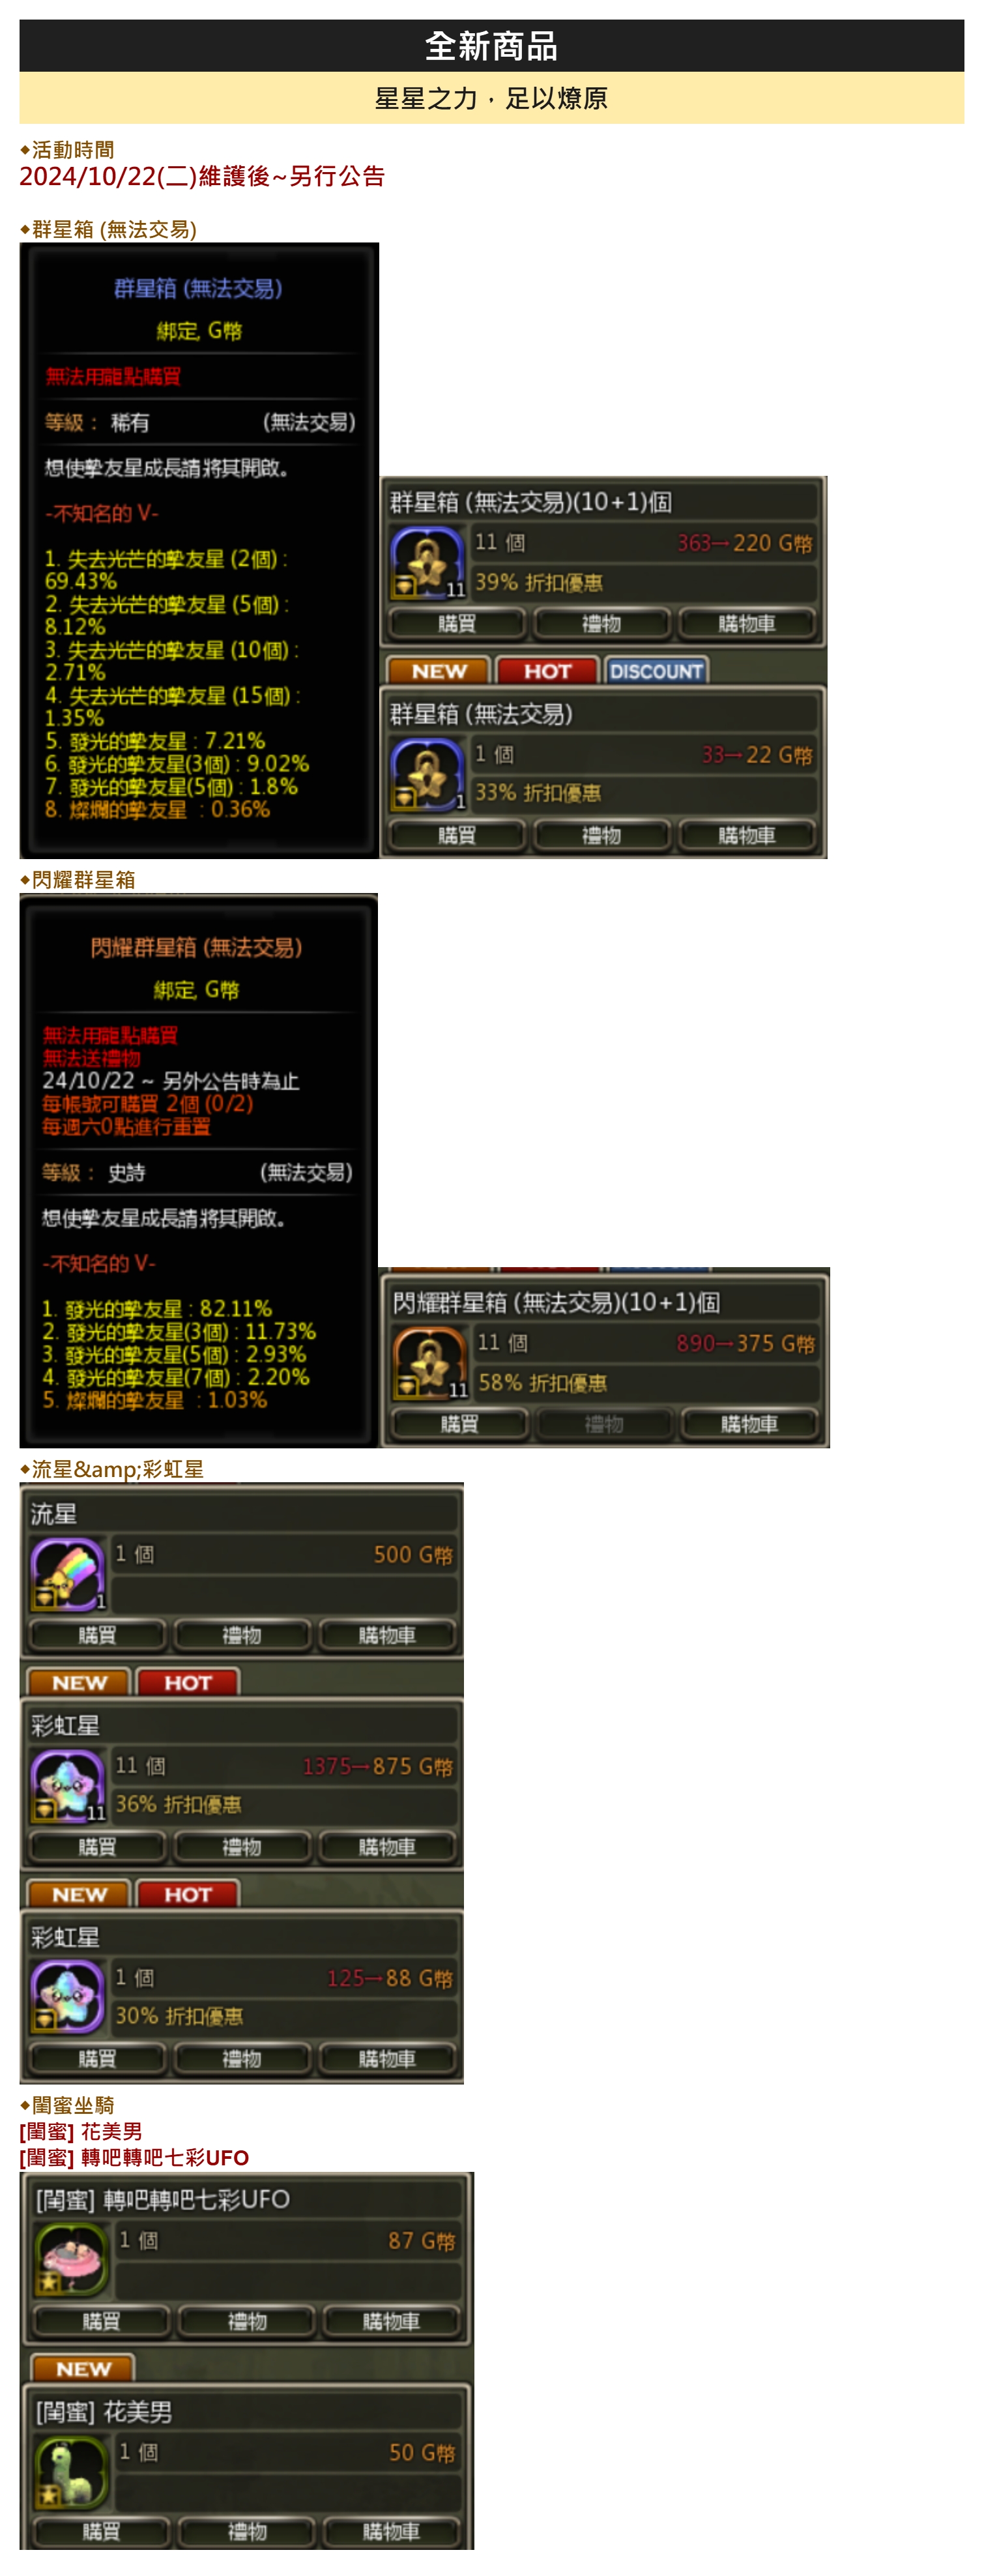 全新商品
星星之力，足以燎原
◆活動時間
2024/10/22(二)維護後~另行公告
◆群星箱 (無法交易)
群星箱 (無法交易)
綁定, G幣
無法用龍點購買
等級： 稀有 (無法交易)
想使摯友星成長請將其開啟。
-不知名的 V-
1. 失去光芒的摯友星 (2個) :
69.43%
2. 失去光芒的摯友星 (5個) :
8.12%
3. 失去光芒的摯友星 (10個) :
2.71%
4. 失去光芒的摯友星 (15個) :
1.35%
5. 發光的摯友星 : 7.21%
6. 發光的摯友星(3個) : 9.02%
7. 發光的摯友星(5個) : 1.8%
8. 燦爛的摯友星 : 0.36%
群星箱 (無法交易)(10+1)個
11 個 363→220 G幣
11
39% 折扣優惠
購買 禮物 購物車
NEW HOT DISCOUNT
群星箱 (無法交易)
1 個 33→22 G幣
1
33% 折扣優惠
購買 禮物 購物車
◆閃耀群星箱
閃耀群星箱 (無法交易)
綁定, G幣
無法用龍點購買
無法送禮物
24/10/22 ~ 另外公告時為止
每帳號可購買 2個 (0/2)
每週六0點進行重置
等級： 史詩 (無法交易)
想使摯友星成長請將其開啟。
-不知名的 V-
1. 發光的摯友星 : 82.11%
2. 發光的摯友星(3個) : 11.73%
3. 發光的摯友星(5個) : 2.93%
4. 發光的摯友星(7個) : 2.20%
5. 燦爛的摯友星 : 1.03%
閃耀群星箱 (無法交易)(10+1)個
11 個 890→375 G幣
11
58% 折扣優惠
購買 禮物 購物車
◆流星&amp;彩虹星
流星
1 個 500 G幣
1
購買 禮物 購物車
NEW HOT
彩虹星
11 個 1375→875 G幣
11
36% 折扣優惠
購買 禮物 購物車
NEW HOT
彩虹星
1 個 125→88 G幣
30% 折扣優惠
購買 禮物 購物車
◆閨蜜坐騎
[閨蜜] 花美男
[閨蜜] 轉吧轉吧七彩UFO
[閨蜜] 轉吧轉吧七彩UFO
1 個 87 G幣
購買 禮物 購物車
NEW
[閨蜜] 花美男
1 個 50 G幣
購買 禮物 購物車